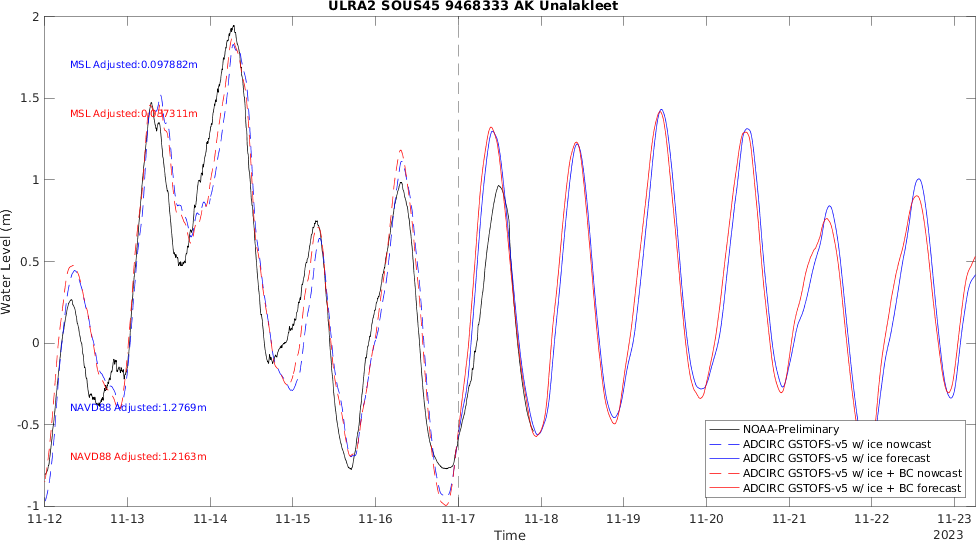 ULRA2 SOUS45 9468333 AK Unalakleet
2
1.5
1
0.5
0
-0.5
-1
Water Level (m)
MSL Adjusted:0.097882m
MSL Adjusted:0.087311m
NAVD88 Adjusted:1.2769m
NAVD88 Adjusted:1.2163m
NOAA-Preliminary
ADCIRC GSTOFS-v5 w/ ice nowcast
ADCIRC GSTOFS-v5 w/ ice forecast
ADCIRC GSTOFS-v5 w/ ice + BC nowcast
ADCIRC GSTOFS-v5 w/ ice + BC forecast
11-12 11-13 11-14 11-15 11-16 11-17 11-18 11-19 11-20 11-21 11-22 11-23
Time
2023